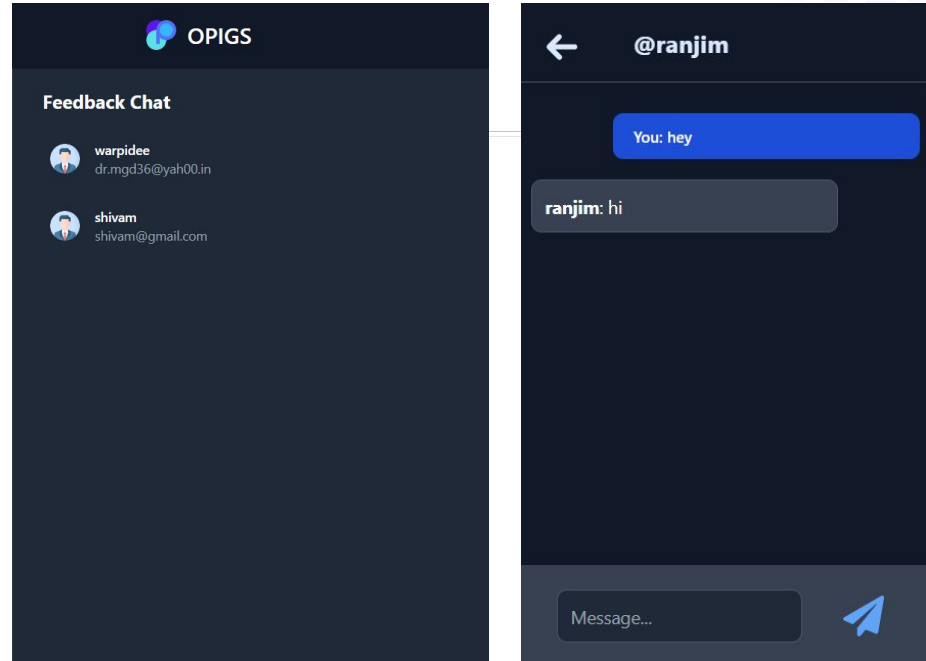 OPIGS
Feedback Chat
warpidee
dr.mgd36@yah00.in
shivam
shivam@gmail.com
@ranjim
You: hey
ranjim: hi
Message...